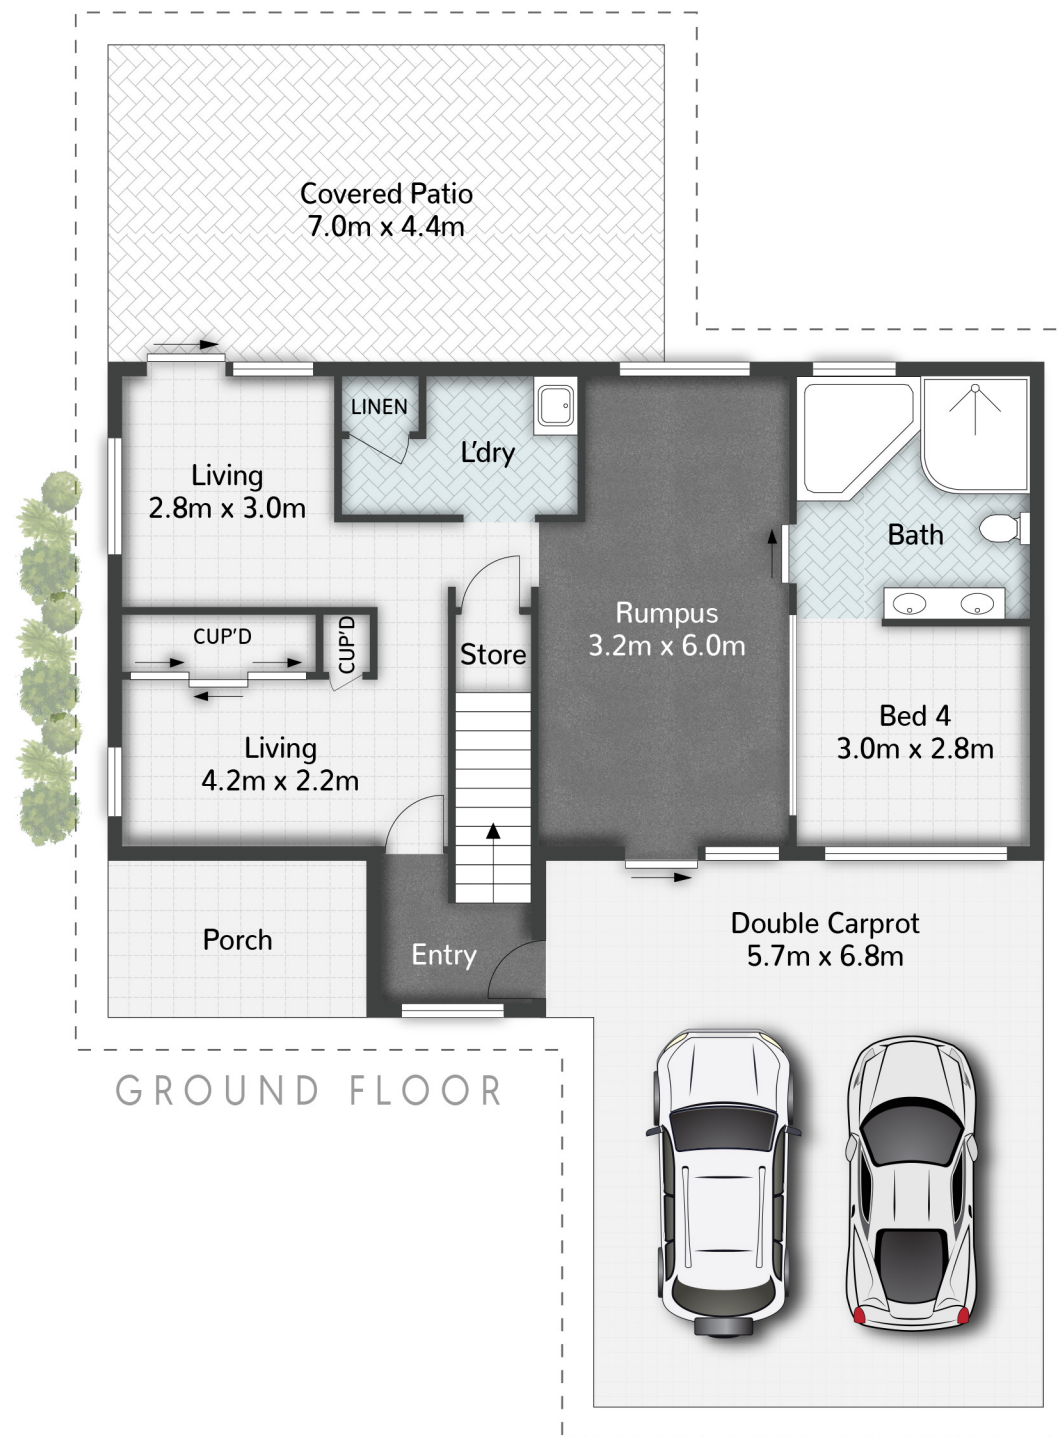 Covered Patio
7.0m x 4.4m
LINEN
L'dry
Living
2.8m x 3.0m
Bath
Rumpus
3.2m x 6.0m
CUP'D
CUP'D
Store
Bed 4
3.0m x 2.8m
Living
4.2m x 2.2m
Double Carprot
5.7m x 6.8m
Porch
Entry
GROUND FLOOR